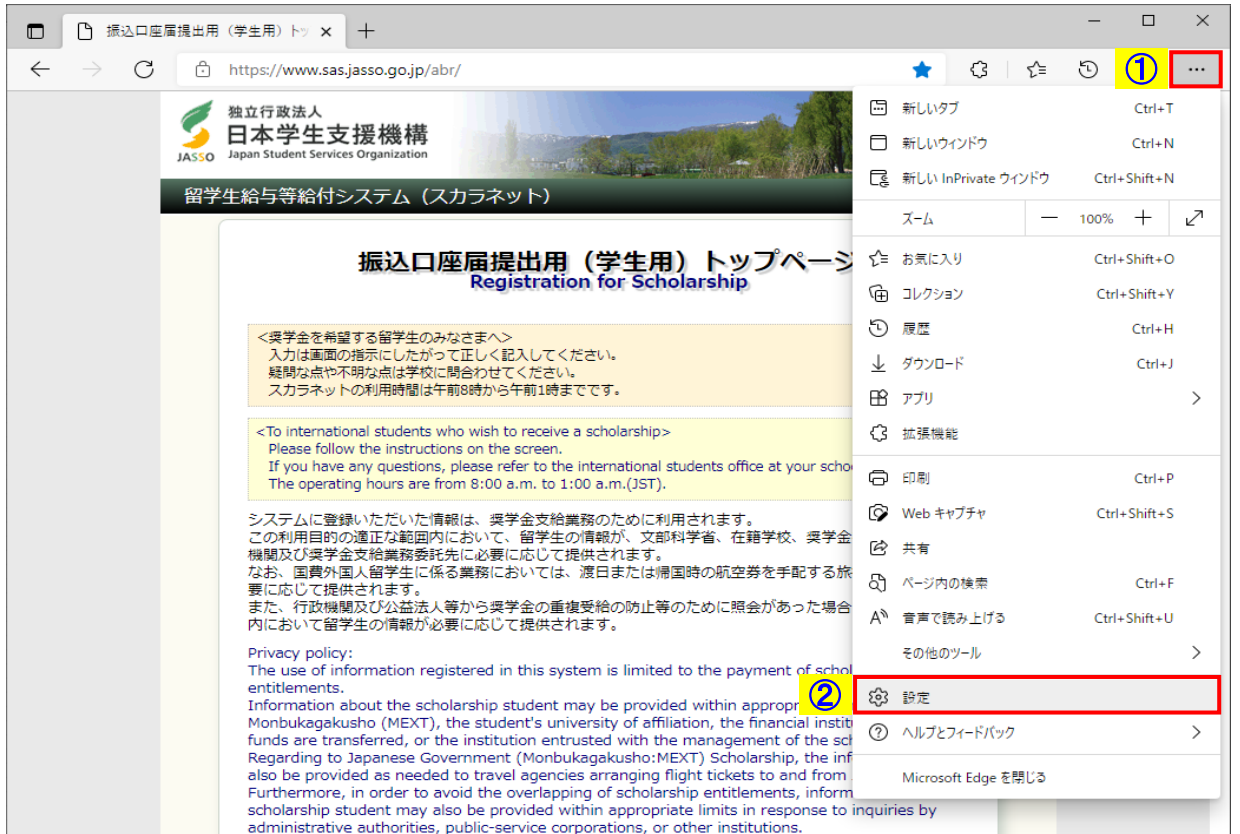 振込口座届提出用（学生用）トッ
https://www.sas.jasso.go.jp/abr/
①
独立行政法人
日本学生支援機構
JASSO Japan Student Services Organization
留学生給与等給付システム（スカラネット）
振込口座届提出用（学生用）トップページ
Registration for Scholarship
<奨学金を希望する留学生のみなさまへ>
入力は画面の指示にしたがって正しく記入してください。
疑問な点や不明な点は学校に問合わせてください。
スカラネットの利用時間は午前8時から午前1時までです。
<To international students who wish to receive a scholarship>
Please follow the instructions on the screen.
If you have any questions, please refer to the international students office at your schoo
The operating hours are from 8:00 a.m. to 1:00 a.m.(JST).
システムに登録いただいた情報は、奨学金支給業務のために利用されます。
この利用目的の適正な範囲内において、留学生の情報が、文部科学省、在籍学校、奨学金
機関及び奨学金支給業務委託先に必要に応じて提供されます。
なお、国費外国人留学生に係る業務においては、渡日または帰国時の航空券を手配する旅
要に応じて提供されます。
また、行政機関及び公益法人等から奨学金の重複受給の防止等のために照会があった場合
内において留学生の情報が必要に応じて提供されます。
Privacy policy:
The use of information registered in this system is limited to the payment of schol
entitlements.
Information about the scholarship student may be provided within appropr
Monbukagakusho (MEXT), the student's university of affiliation, the financial instit
funds are transferred, or the institution entrusted with the management of the sch
Regarding to Japanese Government (Monbukagakusho:MEXT) Scholarship, the inf
also be provided as needed to travel agencies arranging flight tickets to and from
Furthermore, in order to avoid the overlapping of scholarship entitlements, inform
scholarship student may also be provided within appropriate limits in response to inquiries by
administrative authorities, public-service corporations, or other institutions.
新しいタブ Ctrl+T
新しいウィンドウ Ctrl+N
新しい InPrivate ウィンドウ Ctrl+Shift+N
ズーム 100%
お気に入り Ctrl+Shift+O
コレクション Ctrl+Shift+Y
履歴 Ctrl+H
ダウンロード Ctrl+J
アプリ
拡張機能
印刷 Ctrl+P
Web キャプチャ Ctrl+Shift+S
共有
ページ内の検索 Ctrl+F
音声で読み上げる Ctrl+Shift+U
その他のツール
② 設定
ヘルプとフィードバック
Microsoft Edge を閉じる